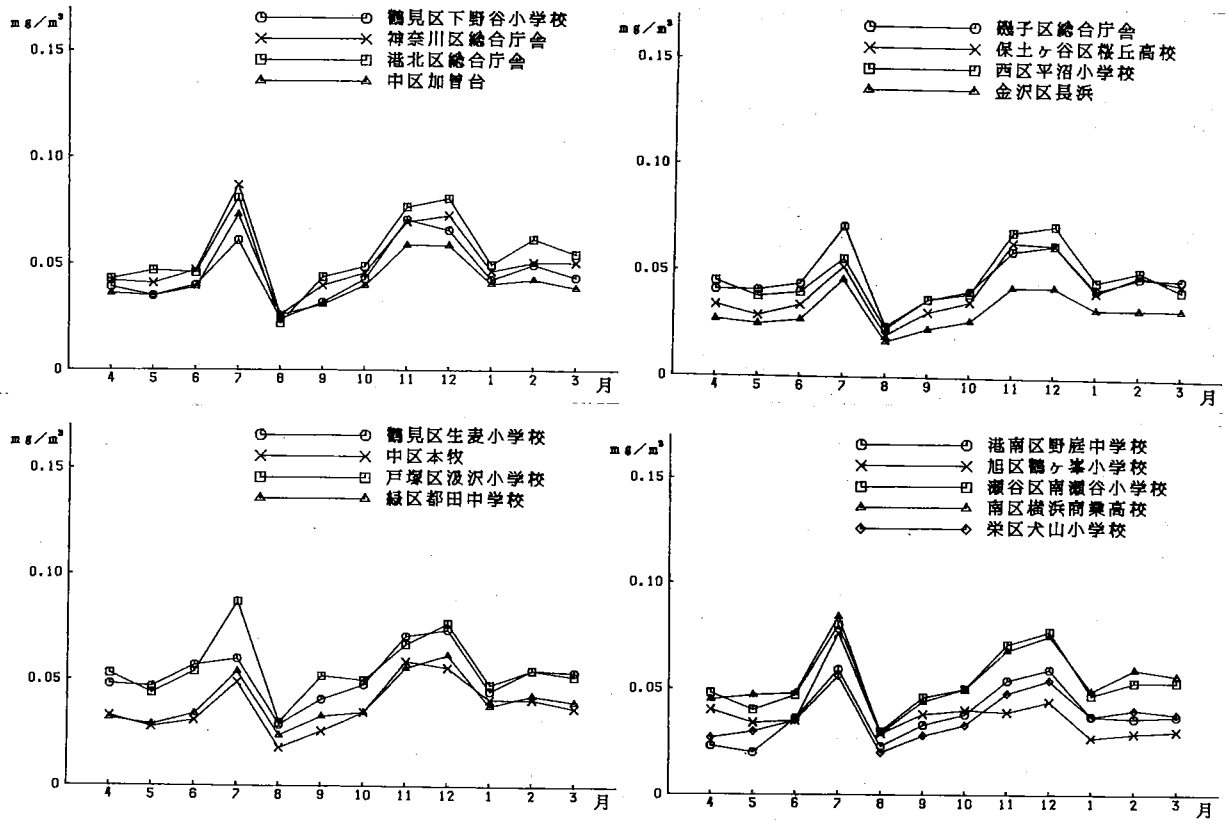 mg/m³
鶴見区下野谷小学校
神奈川区総合庁舎
港北区総合庁舎
中区加曽台
0.15
0.10
0.05
0
4 5 6 7 8 9 10 11 12 1 2 3 月
mg/m³
磯子区総合庁舎
保土ヶ谷区桜丘高校
西区平沼小学校
金沢区長浜
0.15
0.10
0.05
0
4 5 6 7 8 9 10 11 12 1 2 3 月
mg/m³
鶴見区生麦小学校
中区本牧
戸塚区汲沢小学校
緑区都田中学校
0.15
0.10
0.05
0
4 5 6 7 8 9 10 11 12 1 2 3 月
mg/m³
港南区野庭中学校
旭区鶴ヶ峯小学校
瀬谷区南瀬谷小学校
南区横浜商業高校
栄区犬山小学校
0.15
0.10
0.05
0
4 5 6 7 8 9 10 11 12 1 2 3 月